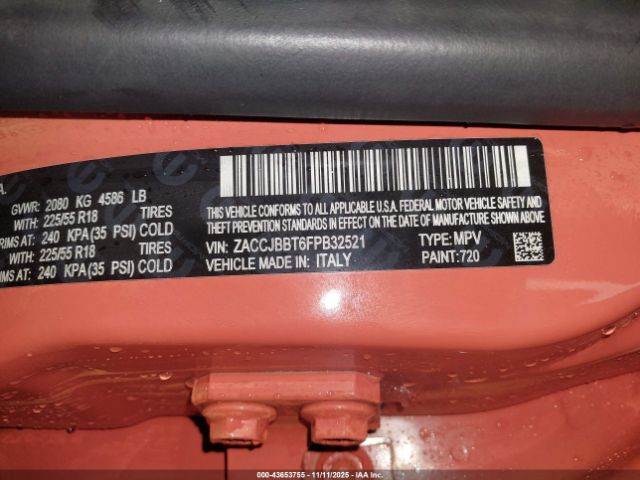 A.
GVWR: 2080 KG 4586 LB
WITH: 225/55 R18 TIRES
RIMS AT: 240 KPA(35 PSI) COLD
WITH: 225/55 R18 TIRES
RIMS AT: 240 KPA(35 PSI) COLD
THIS VEHICLE CONFORMS TO ALL APPLICABLE U.S.A. FEDERAL MOTOR VEHICLE SAFETY AND
THEFT PREVENTION STANDARDS IN EFFECT ON THE DATE OF MANUFACTURE SHOWN ABOVE.
VIN: ZACCJBBT6FPB32521 TYPE: MPV
VEHICLE MADE IN: ITALY PAINT:720
000-43653755 - 11/11/2025 - IAA Inc.